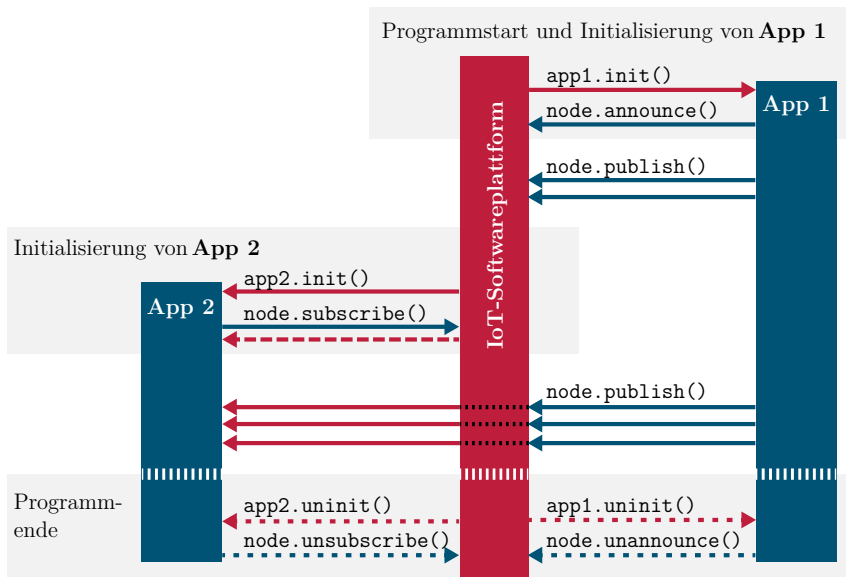 Programmstart und Initialisierung von App 1
app1.init()
App 1
node.announce()
IoT-Softwareplattform
node.publish()
Initialisierung von App 2
app2.init()
App 2
node.subscribe()
node.publish()
Programm-
ende
app2.uninit()
app1.uninit()
node.unsubscribe()
node.unannounce()